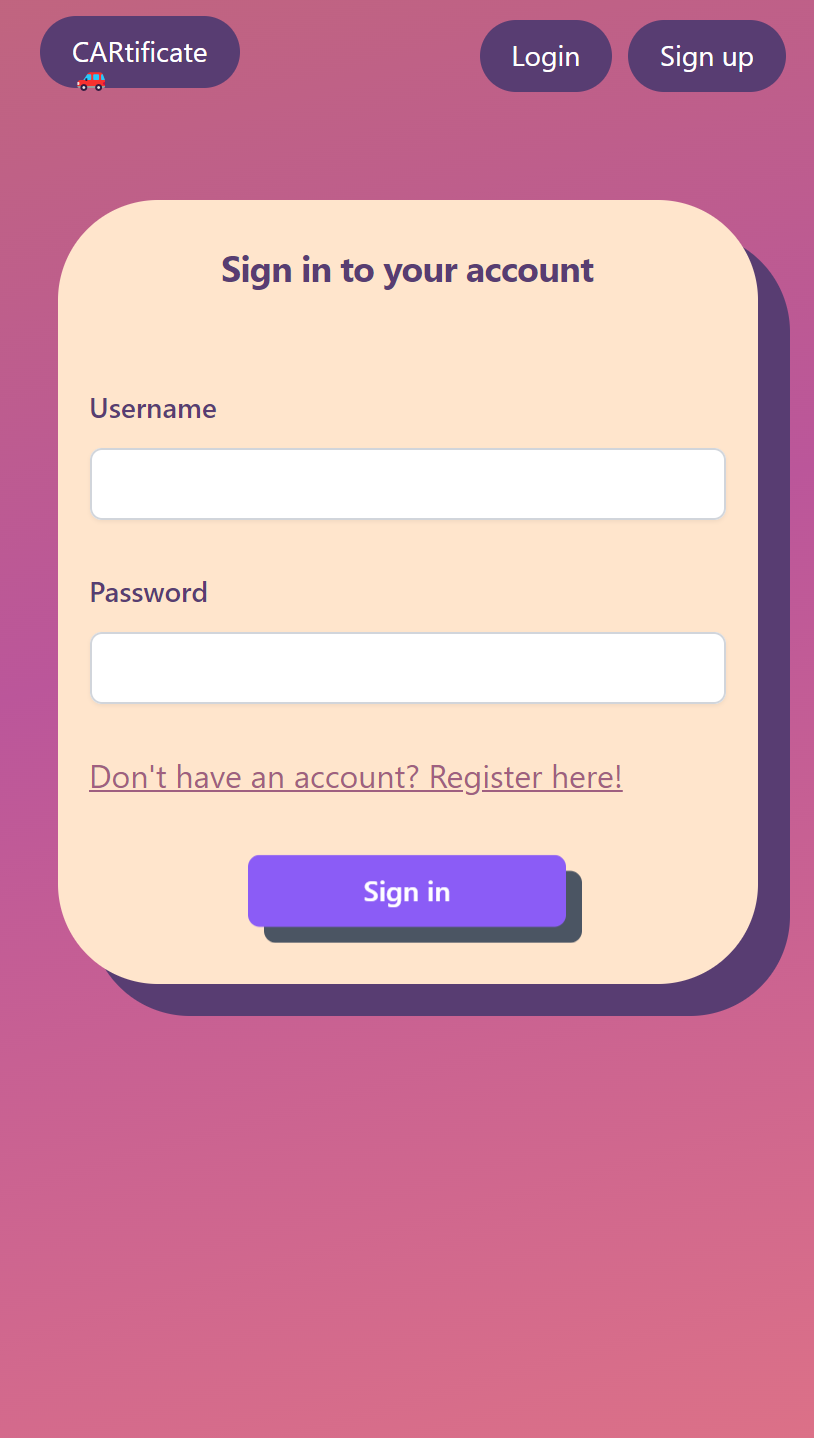 CARtificate
🚗
Login
Sign up
Sign in to your account
Username
Password
Don't have an account? Register here!
Sign in